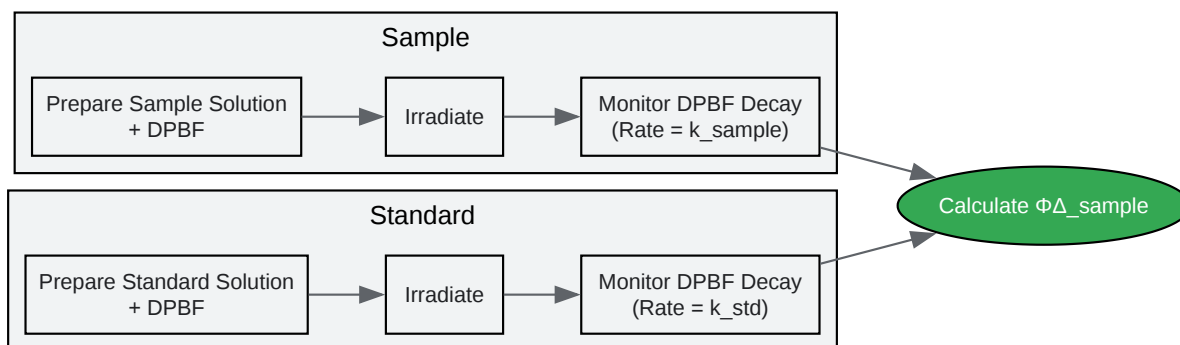 Sample
Prepare Sample Solution
+ DPBF
Irradiate
Monitor DPBF Decay
(Rate = k_sample)
Standard
Prepare Standard Solution
+ DPBF
Irradiate
Monitor DPBF Decay
(Rate = k_std)
Calculate ΦΔ_sample